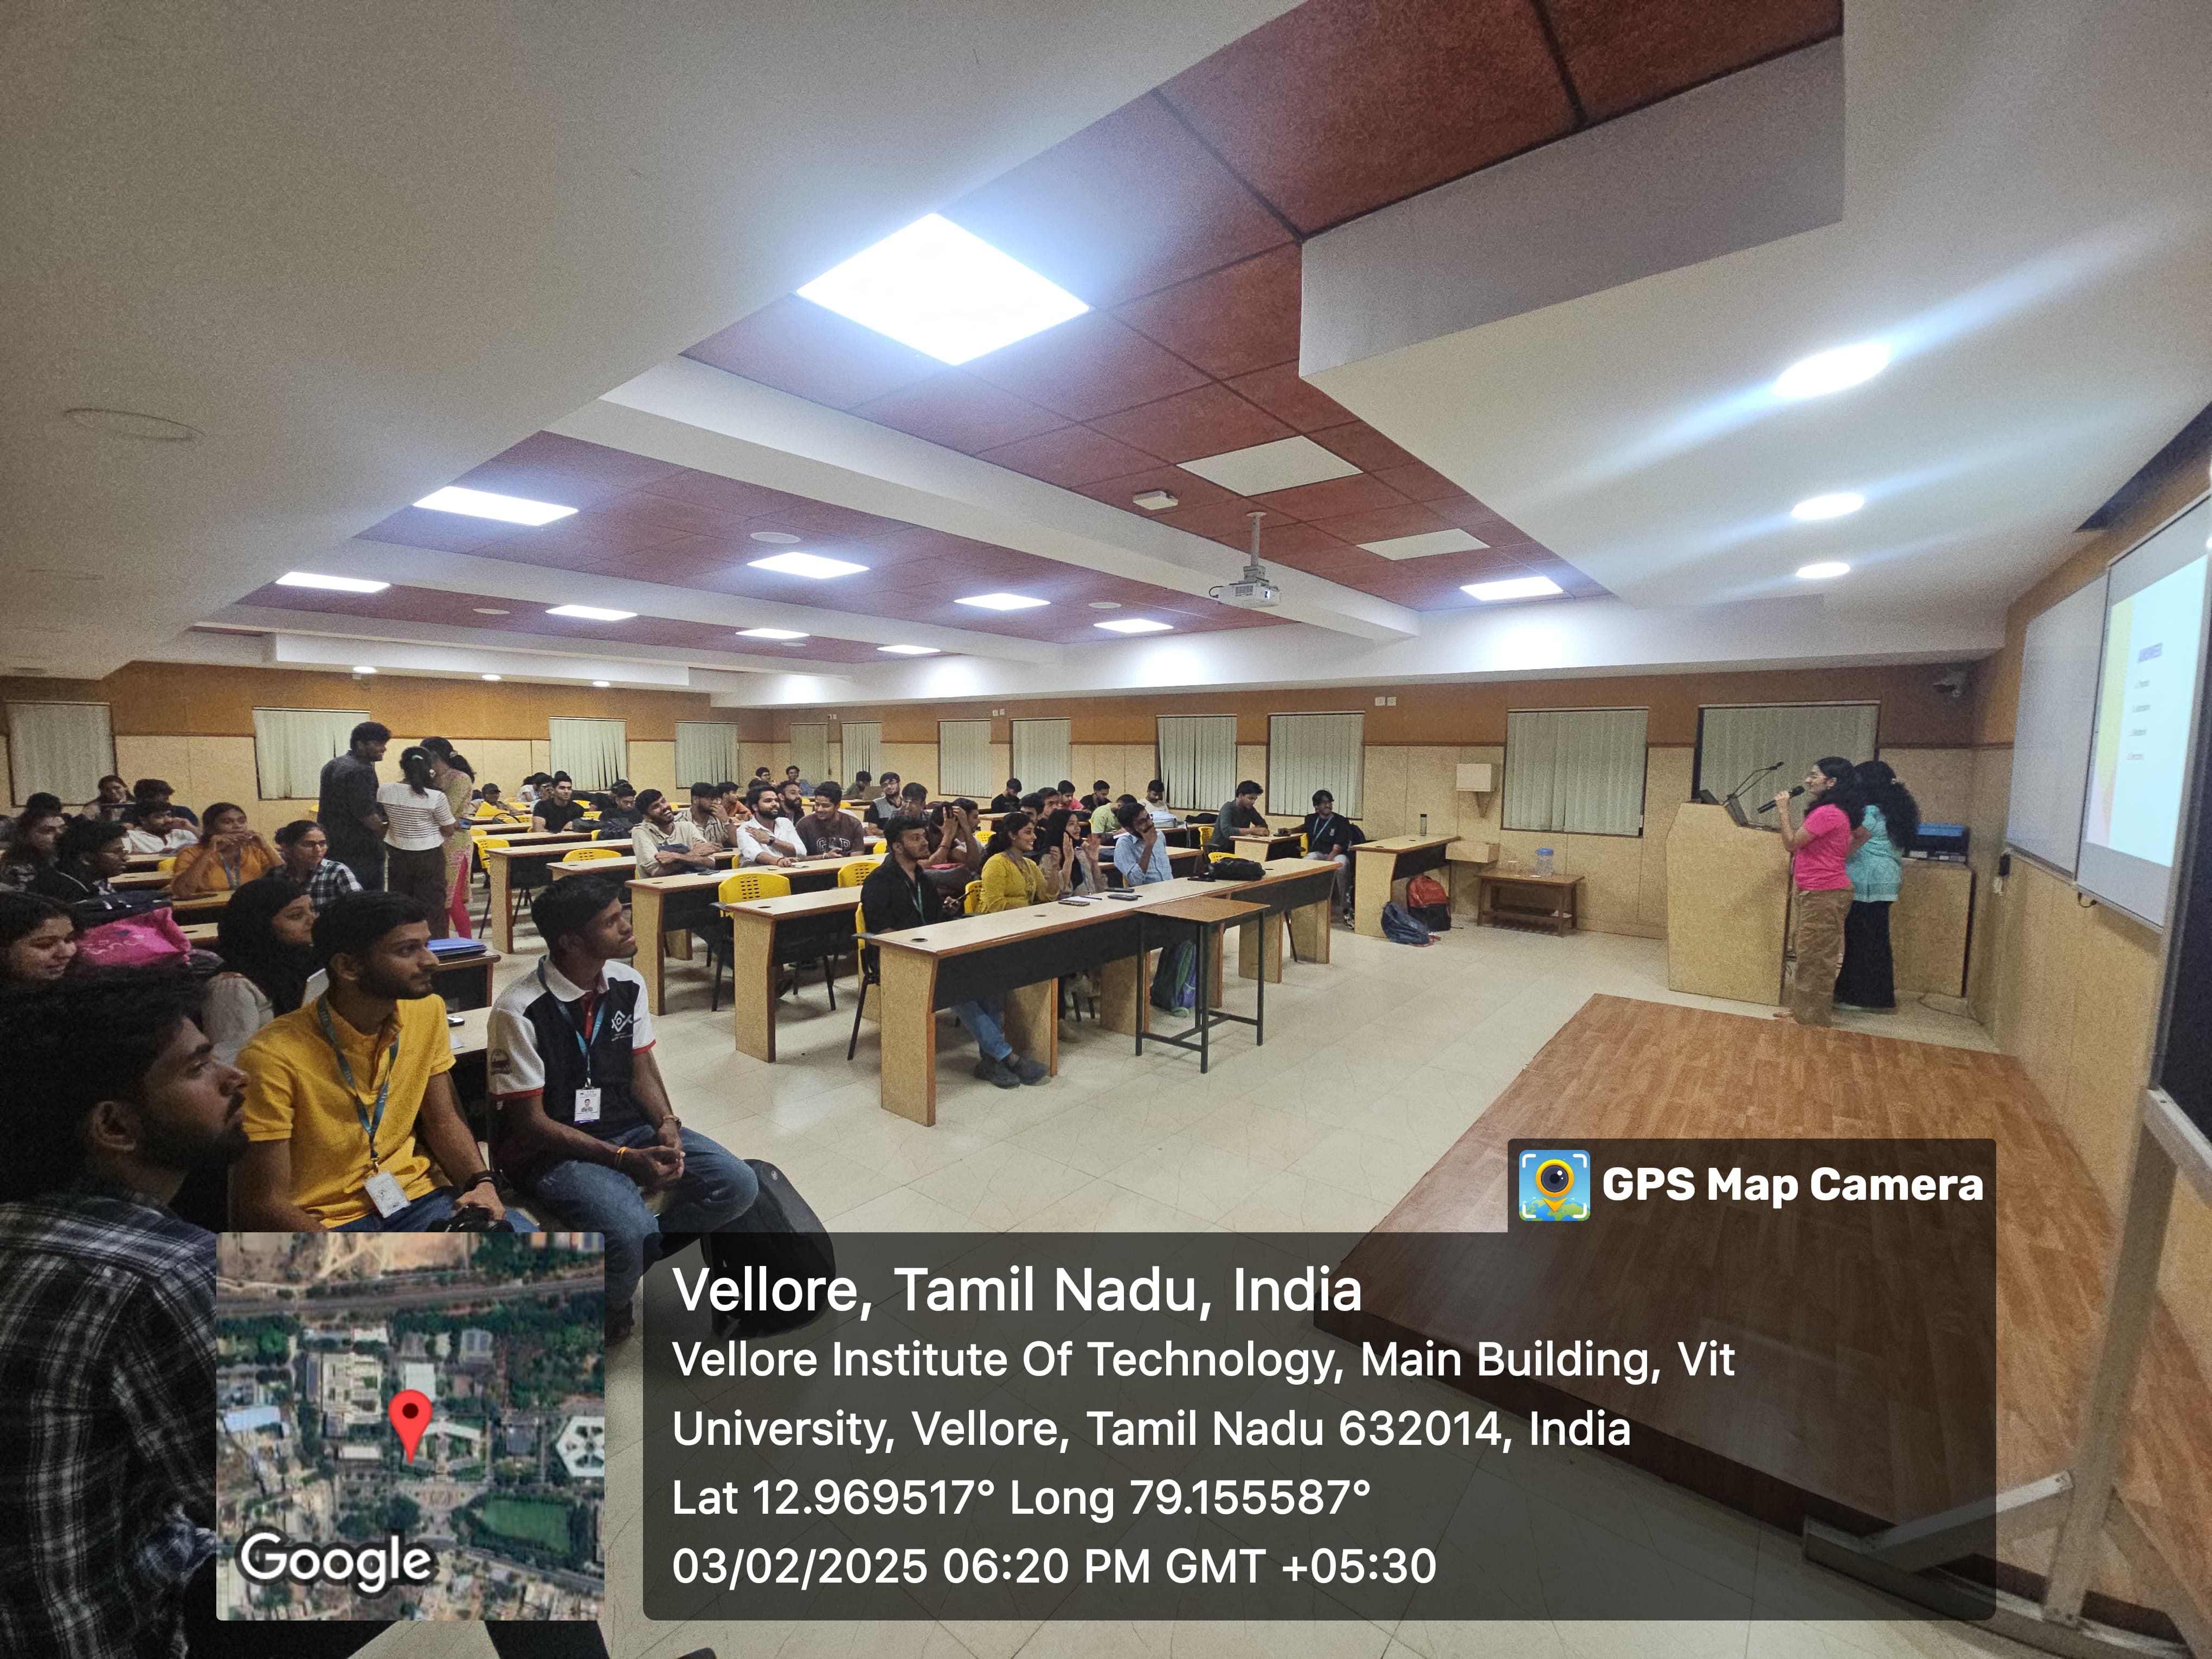 GPS Map Camera
Vellore, Tamil Nadu, India
Vellore Institute Of Technology, Main Building, Vit
University, Vellore, Tamil Nadu 632014, India
Lat 12.969517° Long 79.155587°
03/02/2025 06:20 PM GMT +05:30
Google